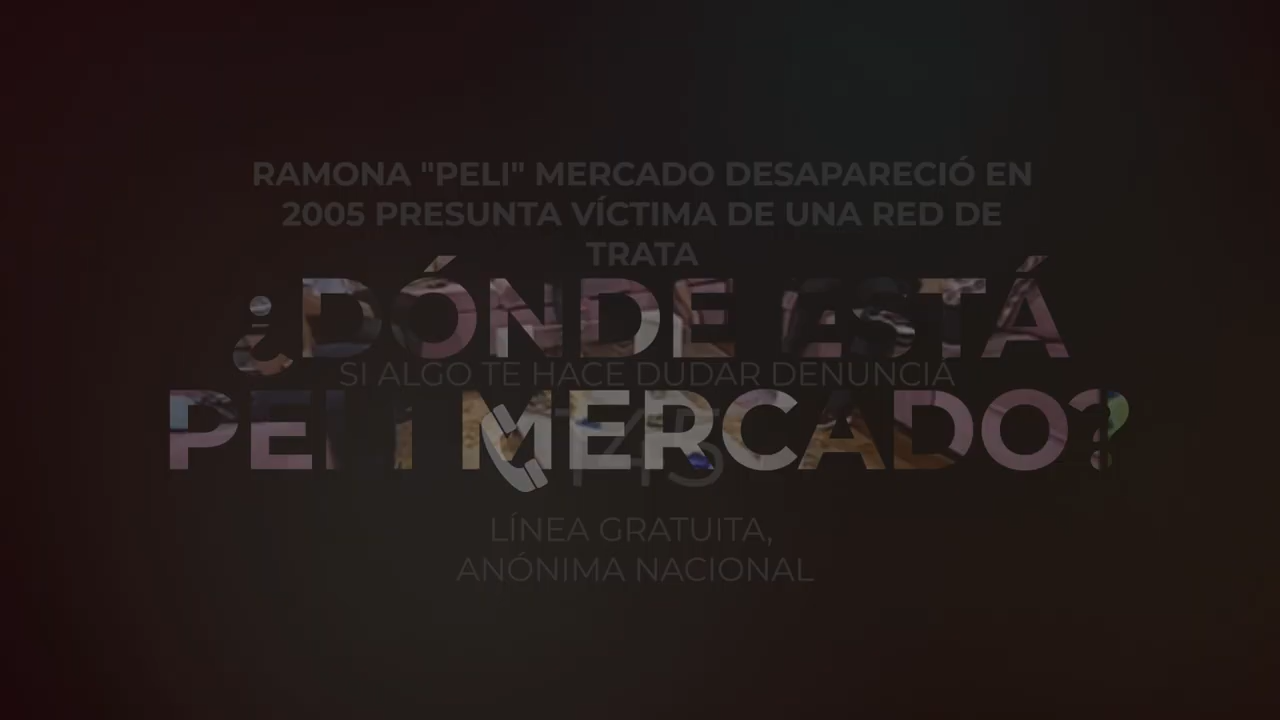 RAMONA "PELI" MERCADO DESAPARECIÓ EN
2005 PRESUNTA VÍCTIMA DE UNA RED DE
TRATA
¿DÓNDE ESTÁ
SI ALGO TE HACE DUDAR DENUNCIÁ
PELI MERCADO?
145
LÍNEA GRATUITA,
ANÓNIMA NACIONAL